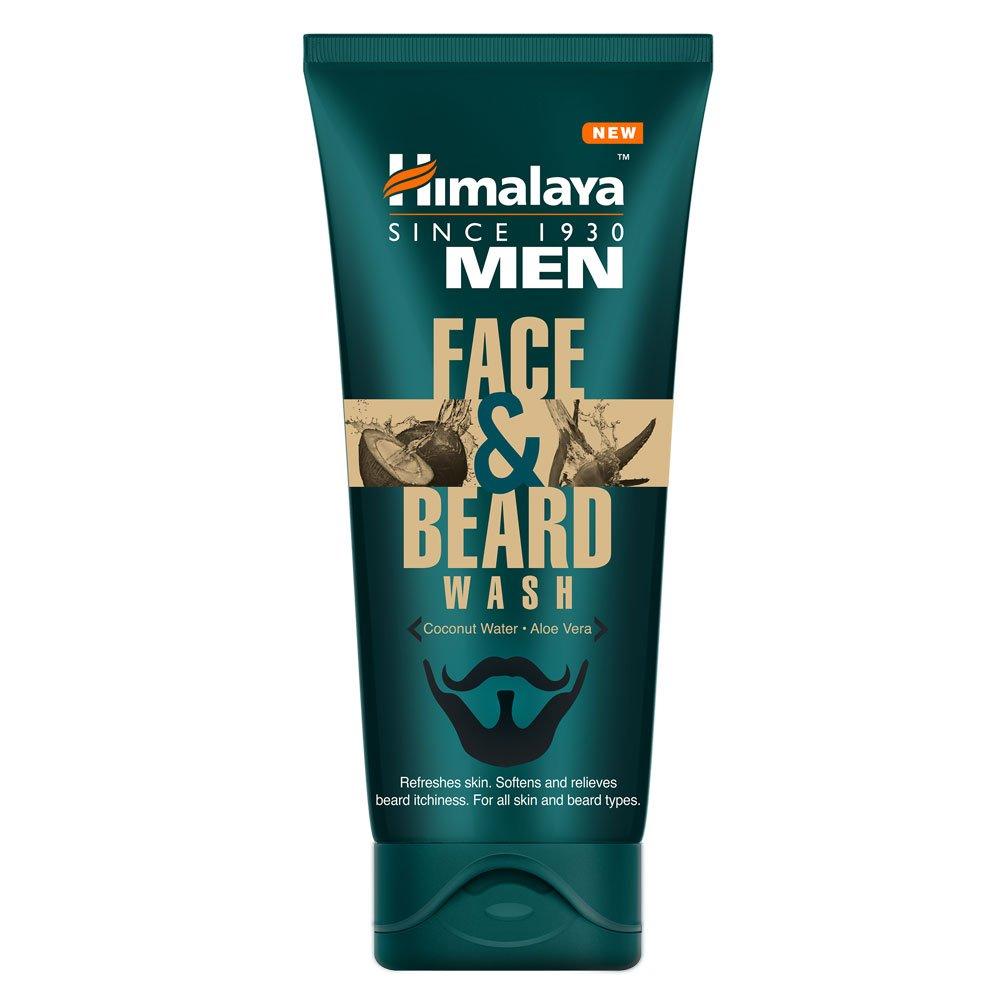 NEW
Himalaya™
SINCE 1930
MEN
FACE
&
BEARD
WASH
Coconut Water • Aloe Vera
Refreshes skin. Softens and relieves
beard itchiness. For all skin and beard types.